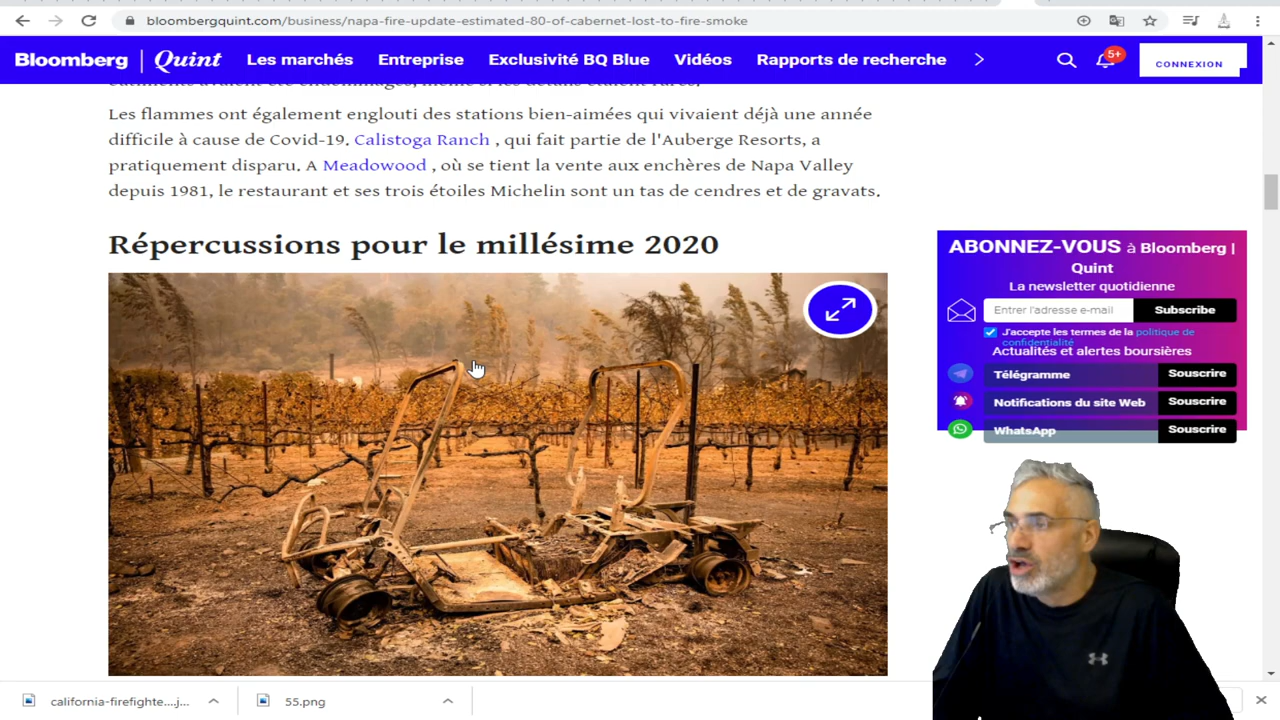 bloombergquint.com/business/napa-fire-update-estimated-80-of-cabernet-lost-to-fire-smoke
Bloomberg | Quint Les marchés Entreprise Exclusivité BQ Blue Vidéos Rapports de recherche 5+ CONNEXION
Les flammes ont également englouti des stations bien-aimées qui vivaient déjà une année
difficile à cause de Covid-19. Calistoga Ranch , qui fait partie de l'Auberge Resorts, a
pratiquement disparu. A Meadowood , où se tient la vente aux enchères de Napa Valley
depuis 1981, le restaurant et ses trois étoiles Michelin sont un tas de cendres et de gravats.
Répercussions pour le millésime 2020
ABONNEZ-VOUS à Bloomberg |
Quint
La newsletter quotidienne
Entrer l'adresse e-mail Subscribe
J'accepte les termes de la politique de
confidentialité
Actualités et alertes boursières
Télégramme Souscrire
Notifications du site Web Souscrire
WhatsApp Souscrire
california-firefighte....j... 55.png